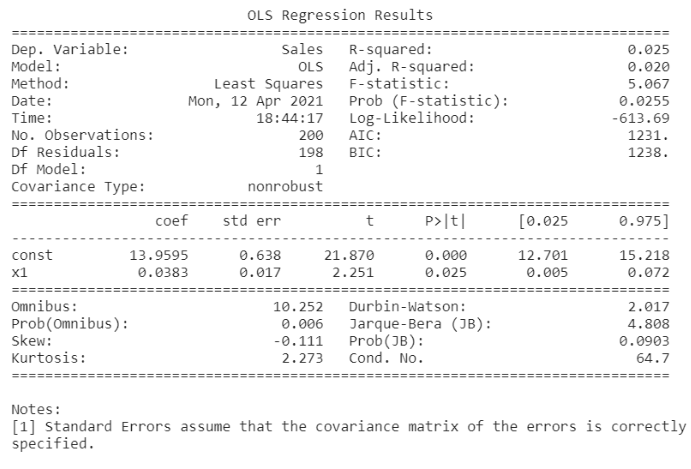 OLS Regression Results
==============================================================================
Dep. Variable: Sales R-squared: 0.025
Model: OLS Adj. R-squared: 0.020
Method: Least Squares F-statistic: 5.067
Date: Mon, 12 Apr 2021 Prob (F-statistic): 0.0255
Time: 18:44:17 Log-Likelihood: -613.69
No. Observations: 200 AIC: 1231.
Df Residuals: 198 BIC: 1238.
Df Model: 1
Covariance Type: nonrobust
==============================================================================
coef std err t P>|t| [0.025 0.975]
------------------------------------------------------------------------------
const 13.9595 0.638 21.870 0.000 12.701 15.218
x1 0.0383 0.017 2.251 0.025 0.005 0.072
==============================================================================
Omnibus: 10.252 Durbin-Watson: 2.017
Prob(Omnibus): 0.006 Jarque-Bera (JB): 4.808
Skew: -0.111 Prob(JB): 0.0903
Kurtosis: 2.273 Cond. No. 64.7
==============================================================================
Notes:
[1] Standard Errors assume that the covariance matrix of the errors is correctly
specified.